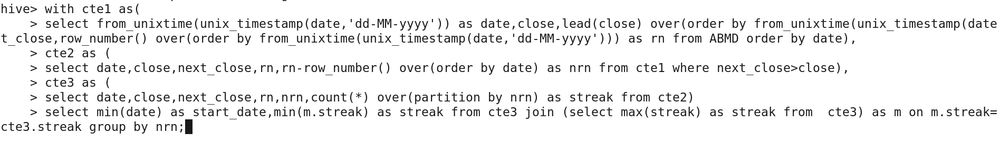 hive> with cte1 as(
    > select from_unixtime(unix_timestamp(date,'dd-MM-yyyy')) as date,close,lead(close) over(order by from_unixtime(unix_timestamp(date
t_close,row_number() over(order by from_unixtime(unix_timestamp(date,'dd-MM-yyyy'))) as rn from ABMD order by date),
    > cte2 as (
    > select date,close,next_close,rn,rn-row_number() over(order by date) as nrn from cte1 where next_close>close),
    > cte3 as (
    > select date,close,next_close,rn,nrn,count(*) over(partition by nrn) as streak from cte2)
    > select min(date) as start_date,min(m.streak) as streak from cte3 join (select max(streak) as streak from  cte3) as m on m.streak=
cte3.streak group by nrn;